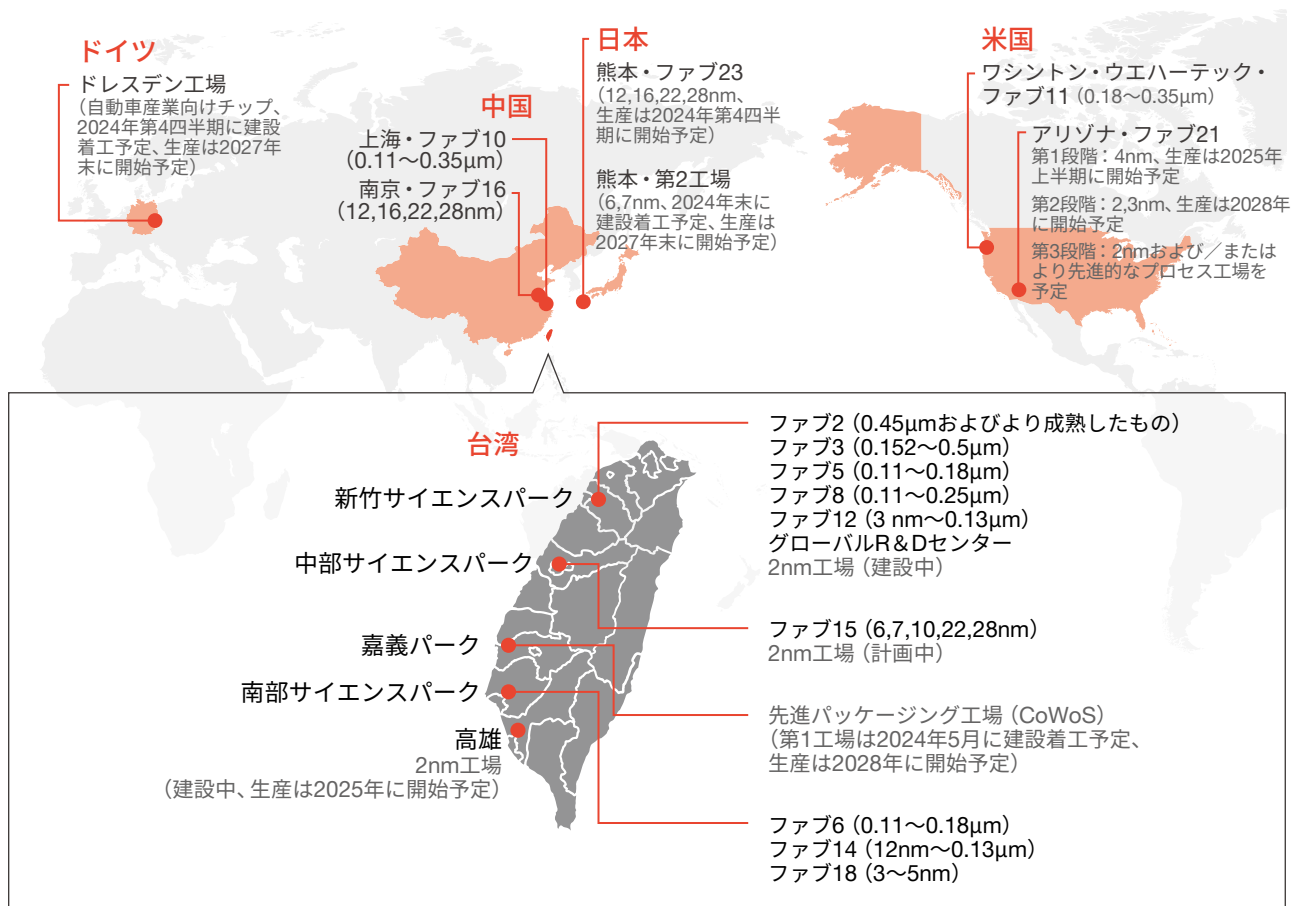 ドイツ
ドレスデン工場
（自動車産業向けチップ、
2024年第4四半期に建設
着工予定、生産は2027年
末に開始予定）
中国
上海・ファブ10
（0.11〜0.35μm）
南京・ファブ16
（12,16,22,28nm）
日本
熊本・ファブ23
（12,16,22,28nm、
生産は2024年第4四半
期に開始予定）
熊本・第2工場
（6,7nm、2024年末に
建設着工予定、生産は
2027年末に開始予定）
米国
ワシントン・ウエハーテック・
ファブ11（0.18〜0.35μm）
アリゾナ・ファブ21
第1段階：4nm、生産は2025年
上半期に開始予定
第2段階：2,3nm、生産は2028年
に開始予定
第3段階：2nmおよび／または
より先進的なプロセス工場を
予定
台湾
新竹サイエンスパーク
中部サイエンスパーク
嘉義パーク
南部サイエンスパーク
高雄
2nm工場
（建設中、生産は2025年に開始予定）
ファブ2（0.45μmおよびより成熟したもの）
ファブ3（0.152〜0.5μm）
ファブ5（0.11〜0.18μm）
ファブ8（0.11〜0.25μm）
ファブ12（3 nm〜0.13μm）
グローバルR＆Dセンター
2nm工場（建設中）
ファブ15（6,7,10,22,28nm）
2nm工場（計画中）
先進パッケージング工場（CoWoS）
（第1工場は2024年5月に建設着工予定、
生産は2028年に開始予定）
ファブ6（0.11〜0.18μm）
ファブ14（12nm〜0.13μm）
ファブ18（3〜5nm）